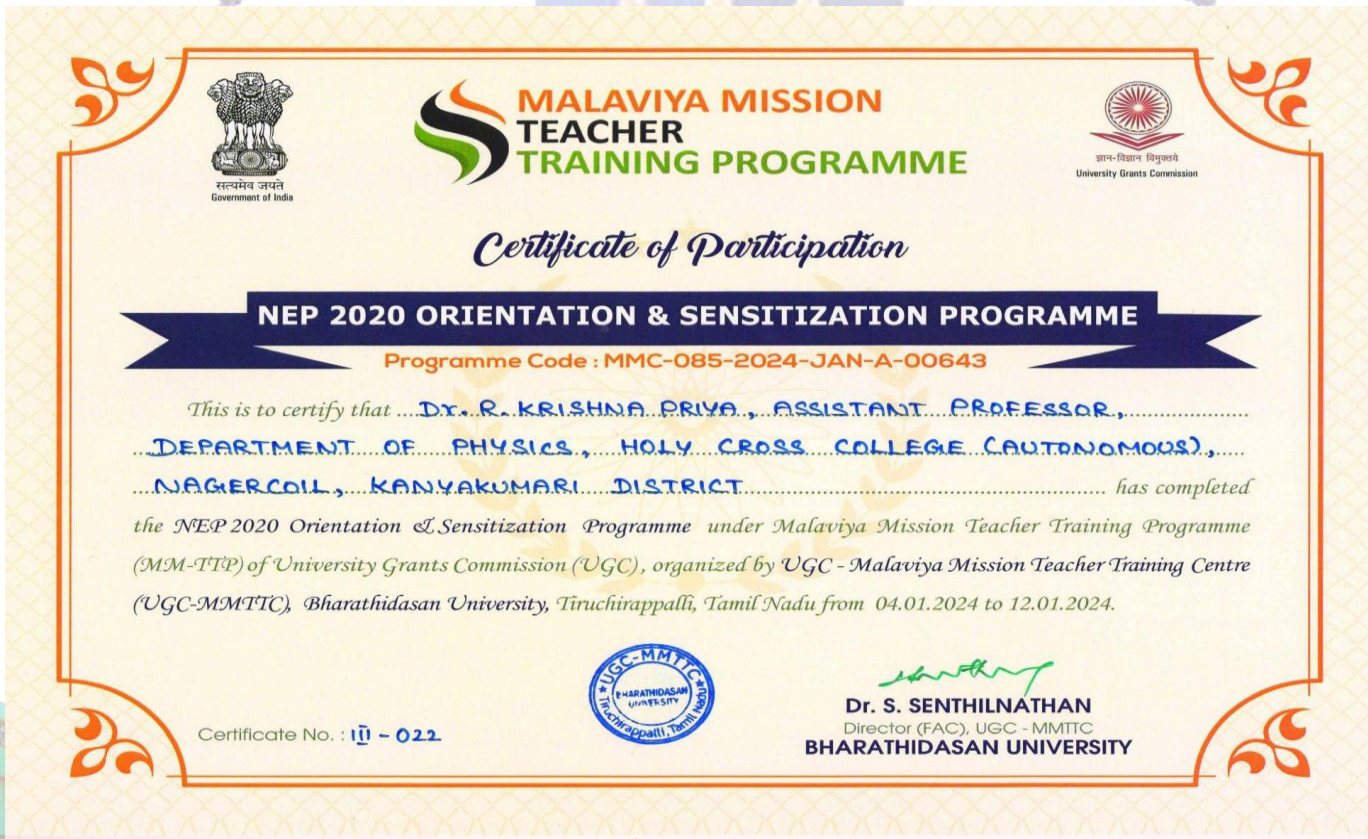 सत्यमेव जयते
Government of India
MALAVIYA MISSION
TEACHER
TRAINING PROGRAMME
ज्ञान-विज्ञान विमुक्तये
University Grants Commission
Certificate of Participation
NEP 2020 ORIENTATION & SENSITIZATION PROGRAMME
Programme Code : MMC-085-2024-JAN-A-00643
This is to certify that Dr. R. KRISHNA PRIYA, ASSISTANT PROFESSOR,
DEPARTMENT OF PHYSICS, HOLY CROSS COLLEGE (AUTONOMOUS),
NAGERCOIL, KANYAKUMARI DISTRICT has completed
the NEP 2020 Orientation & Sensitization Programme under Malaviya Mission Teacher Training Programme
(MM-TTP) of University Grants Commission (UGC), organized by UGC - Malaviya Mission Teacher Training Centre
(UGC-MMTTC), Bharathidasan University, Tiruchirappalli, Tamil Nadu from 04.01.2024 to 12.01.2024.
UGC-MMTTC
BHARATHIDASAN
UNIVERSITY
Tiruchirappalli, Tamil Nadu
Dr. S. SENTHILNATHAN
Director (FAC), UGC - MMTTC
BHARATHIDASAN UNIVERSITY
Certificate No. : III - 022